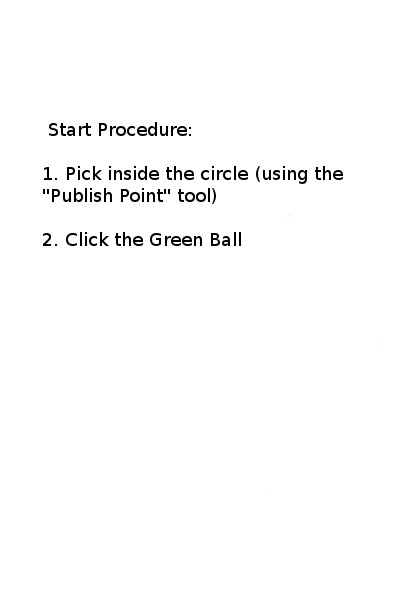 Start Procedure:
1. Pick inside the circle (using the
"Publish Point" tool)
2. Click the Green Ball